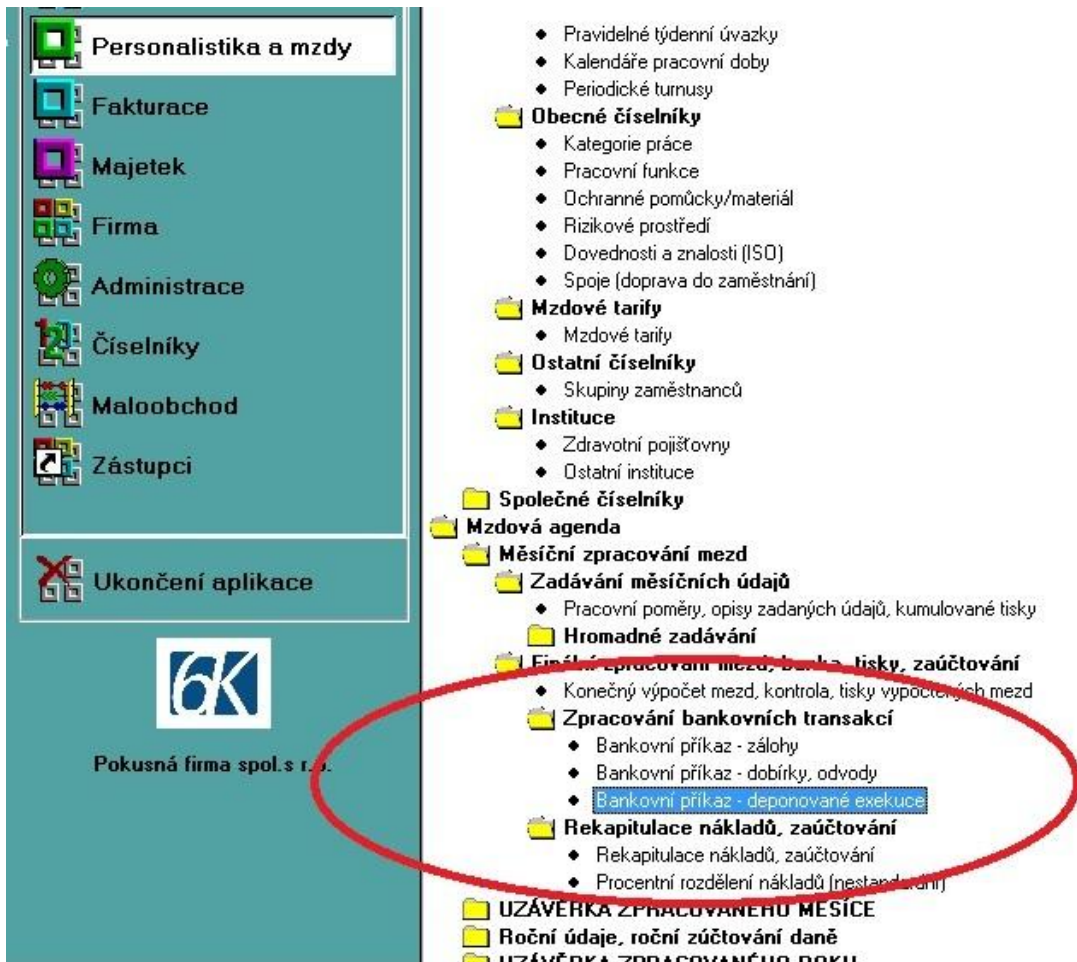 Personalistika a mzdy
Fakturace
Majetek
Firma
Administrace
Číselníky
Maloobchod
Zástupci
Ukončení aplikace
6K
Pokusná firma spol.s r.o.
Pravidelné týdenní úvazky
Kalendáře pracovní doby
Periodické turnusy
Obecné číselníky
Kategorie práce
Pracovní funkce
Ochranné pomůcky/materiál
Rizikové prostředí
Dovednosti a znalosti (ISO)
Spoje (doprava do zaměstnání)
Mzdové tarify
Mzdové tarify
Ostatní číselníky
Skupiny zaměstnanců
Instituce
Zdravotní pojišťovny
Ostatní instituce
Společné číselníky
Mzdová agenda
Měsíční zpracování mezd
Zadávání měsíčních údajů
Pracovní poměry, opisy zadaných údajů, kumulované tisky
Hromadné zadávání
Finální zpracování mezd, banka, tisky, zaúčtování
Konečný výpočet mezd, kontrola, tisky vypočtených mezd
Zpracování bankovních transakcí
Bankovní příkaz - zálohy
Bankovní příkaz - dobírky, odvody
Bankovní příkaz - deponované exekuce
Rekapitulace nákladů, zaúčtování
Rekapitulace nákladů, zaúčtování
Procentní rozdělení nákladů (nestandardní)
UZÁVĚRKA ZPRACOVANÉHO MĚSÍCE
Roční údaje, roční zúčtování daně
UZÁVĚRKA ZPRACOVANÉHO ROKU